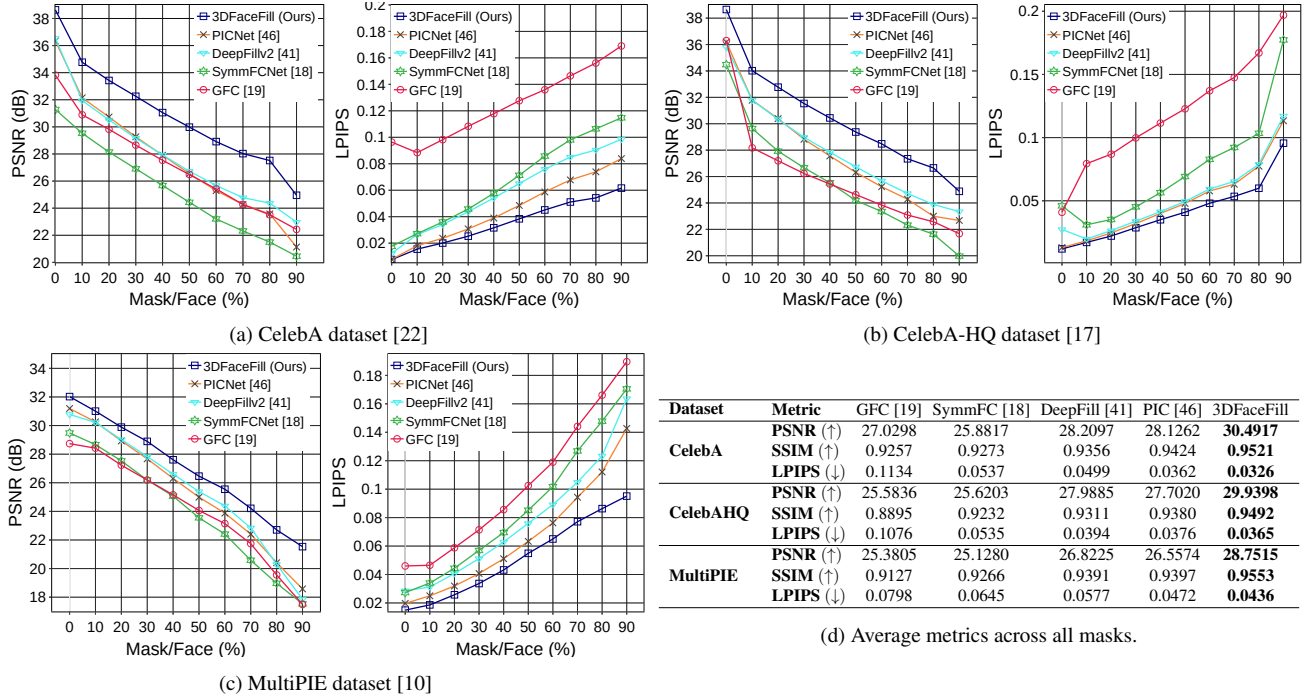 38
36
34
32
30
28
26
24
22
20
PSNR (dB)
3DFaceFill (Ours)
PICNet [46]
DeepFillv2 [41]
SymmFCNet [18]
GFC [19]
0 10 20 30 40 50 60 70 80 90
Mask/Face (%)
0.2
0.18
0.16
0.14
0.12
0.1
0.08
0.06
0.04
0.02
LPIPS
3DFaceFill (Ours)
PICNet [46]
DeepFillv2 [41]
SymmFCNet [18]
GFC [19]
0 10 20 30 40 50 60 70 80 90
Mask/Face (%)
(a) CelebA dataset [22]
38
36
34
32
30
28
26
24
22
20
PSNR (dB)
3DFaceFill (Ours)
PICNet [46]
DeepFillv2 [41]
SymmFCNet [18]
GFC [19]
0 10 20 30 40 50 60 70 80 90
Mask/Face (%)
0.2
0.15
0.1
0.05
LPIPS
3DFaceFill (Ours)
PICNet [46]
DeepFillv2 [41]
SymmFCNet [18]
GFC [19]
0 10 20 30 40 50 60 70 80 90
Mask/Face (%)
(b) CelebA-HQ dataset [17]
34
32
30
28
26
24
22
20
18
PSNR (dB)
3DFaceFill (Ours)
PICNet [46]
DeepFillv2 [41]
SymmFCNet [18]
GFC [19]
0 10 20 30 40 50 60 70 80 90
Mask/Face (%)
0.18
0.16
0.14
0.12
0.1
0.08
0.06
0.04
0.02
LPIPS
3DFaceFill (Ours)
PICNet [46]
DeepFillv2 [41]
SymmFCNet [18]
GFC [19]
0 10 20 30 40 50 60 70 80 90
Mask/Face (%)
(c) MultiPIE dataset [10]
Dataset Metric GFC [19] SymmFC [18] DeepFill [41] PIC [46] 3DFaceFill
PSNR (↑) 27.0298 25.8817 28.2097 28.1262 30.4917
CelebA SSIM (↑) 0.9257 0.9273 0.9356 0.9424 0.9521
LPIPS (↓) 0.1134 0.0537 0.0499 0.0362 0.0326
PSNR (↑) 25.5836 25.6203 27.9885 27.7020 29.9398
CelebAHQ SSIM (↑) 0.8895 0.9232 0.9311 0.9380 0.9492
LPIPS (↓) 0.1076 0.0535 0.0394 0.0376 0.0365
PSNR (↑) 25.3805 25.1280 26.8225 26.5574 28.7515
MultiPIE SSIM (↑) 0.9127 0.9266 0.9391 0.9397 0.9553
LPIPS (↓) 0.0798 0.0645 0.0577 0.0472 0.0436
(d) Average metrics across all masks.